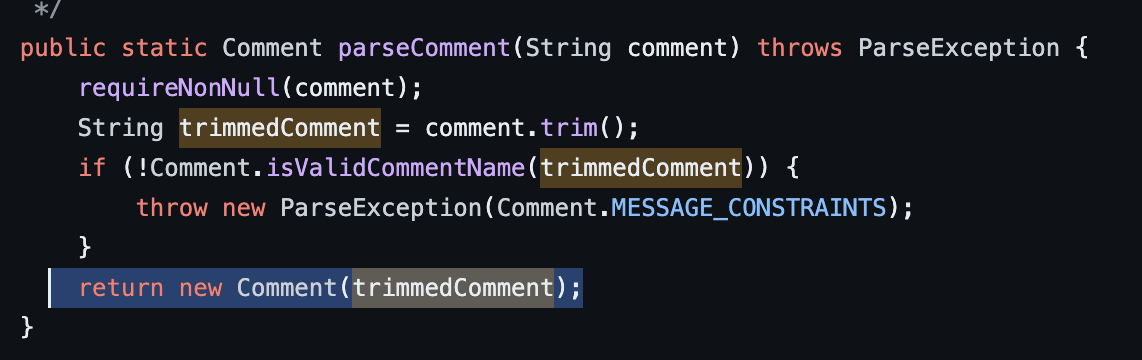 */
public static Comment parseComment(String comment) throws ParseException {
requireNonNull(comment);
String trimmedComment = comment.trim();
if (!Comment.isValidCommentName(trimmedComment)) {
throw new ParseException(Comment.MESSAGE_CONSTRAINTS);
}
return new Comment(trimmedComment);
}